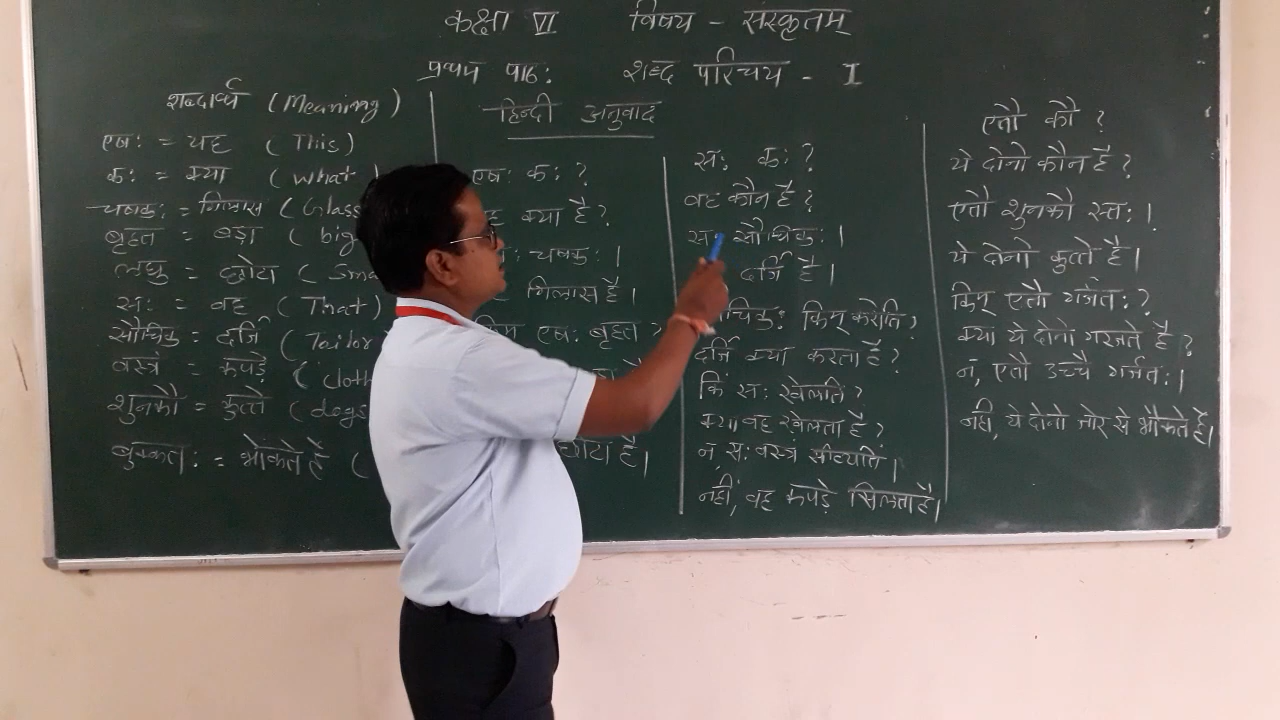 कक्षा VI विषय - संस्कृतम्
प्रथम पाठ: शब्द परिचय - I
शब्दार्थ (Meaning)
एष: = यह (This)
क: = क्या (What
चषक: = गिलास (Glass
बृहत = बड़ा (big
लघु = छोटा (Sma
स: = वह (That)
सौचिक: = दर्जि (Tailor
वस्त्रं = कपड़े (cloth
शुनकौ = कुत्ते (dogs
बुक्कत: = भौंकते हैं (
हिन्दी अनुवाद
एष: क: ?
क्या है?
चषक: ।
गिलास है।
एष: बृहत ?
छोटा है।
स: क: ?
वह कौन है?
स: सौचिक: ।
दर्जि है।
चिक: किम् करोति?
दर्जि क्या करता है?
किं स: खेलति?
क्या वह खेलता है?
न, स: वस्त्रं सीव्यति।
नहीं, वह कपड़े सिलता है।
एतौ कौ ?
ये दोनो कौन है?
एतौ शुनकौ स्त: ।
ये दोनो कुत्ते है।
किम् एतौ गर्जत: ?
क्या ये दोनो गरजते है?
न, एतौ उच्चै गर्जत: ।
नही, ये दोनो जोर से भौकते हैं।